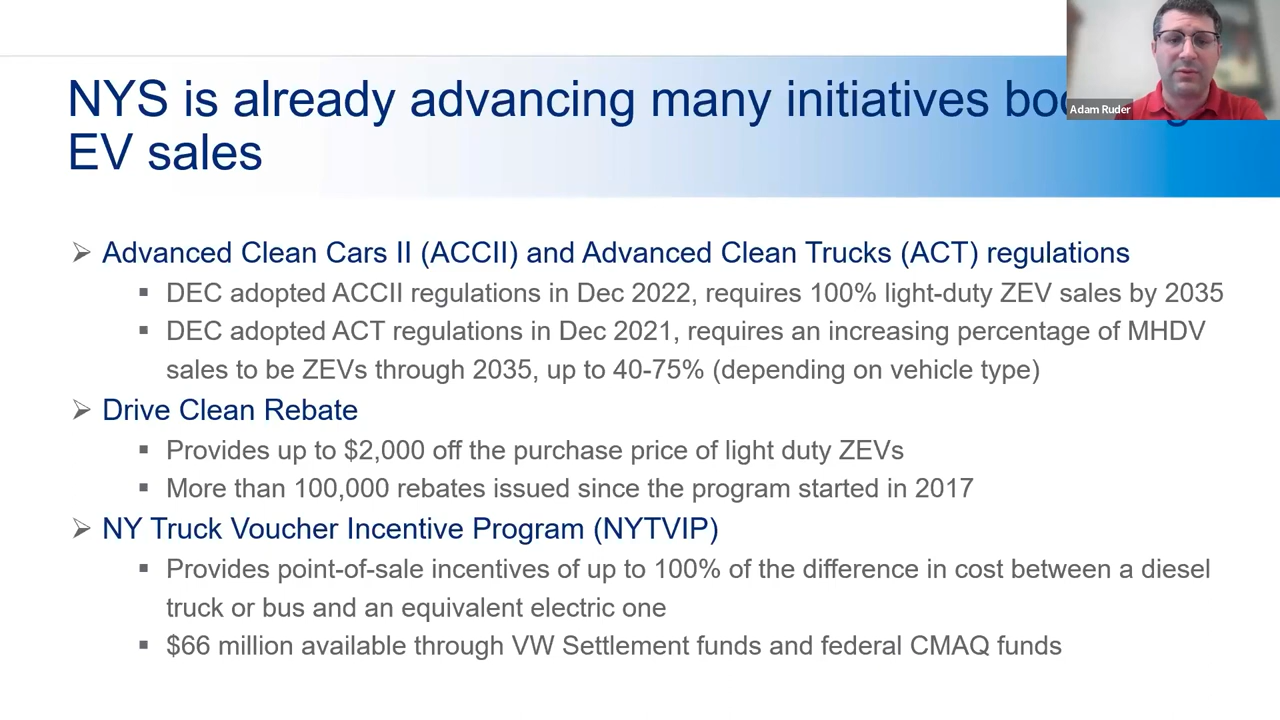 NYS is already advancing many initiatives
EV sales
Adam Ruder
➢ Advanced Clean Cars II (ACCII) and Advanced Clean Trucks (ACT) regulations
▪ DEC adopted ACCII regulations in Dec 2022, requires 100% light-duty ZEV sales by 2035
▪ DEC adopted ACT regulations in Dec 2021, requires an increasing percentage of MHDV
sales to be ZEVs through 2035, up to 40-75% (depending on vehicle type)
➢ Drive Clean Rebate
▪ Provides up to $2,000 off the purchase price of light duty ZEVs
▪ More than 100,000 rebates issued since the program started in 2017
➢ NY Truck Voucher Incentive Program (NYTVIP)
▪ Provides point-of-sale incentives of up to 100% of the difference in cost between a diesel
truck or bus and an equivalent electric one
▪ $66 million available through VW Settlement funds and federal CMAQ funds